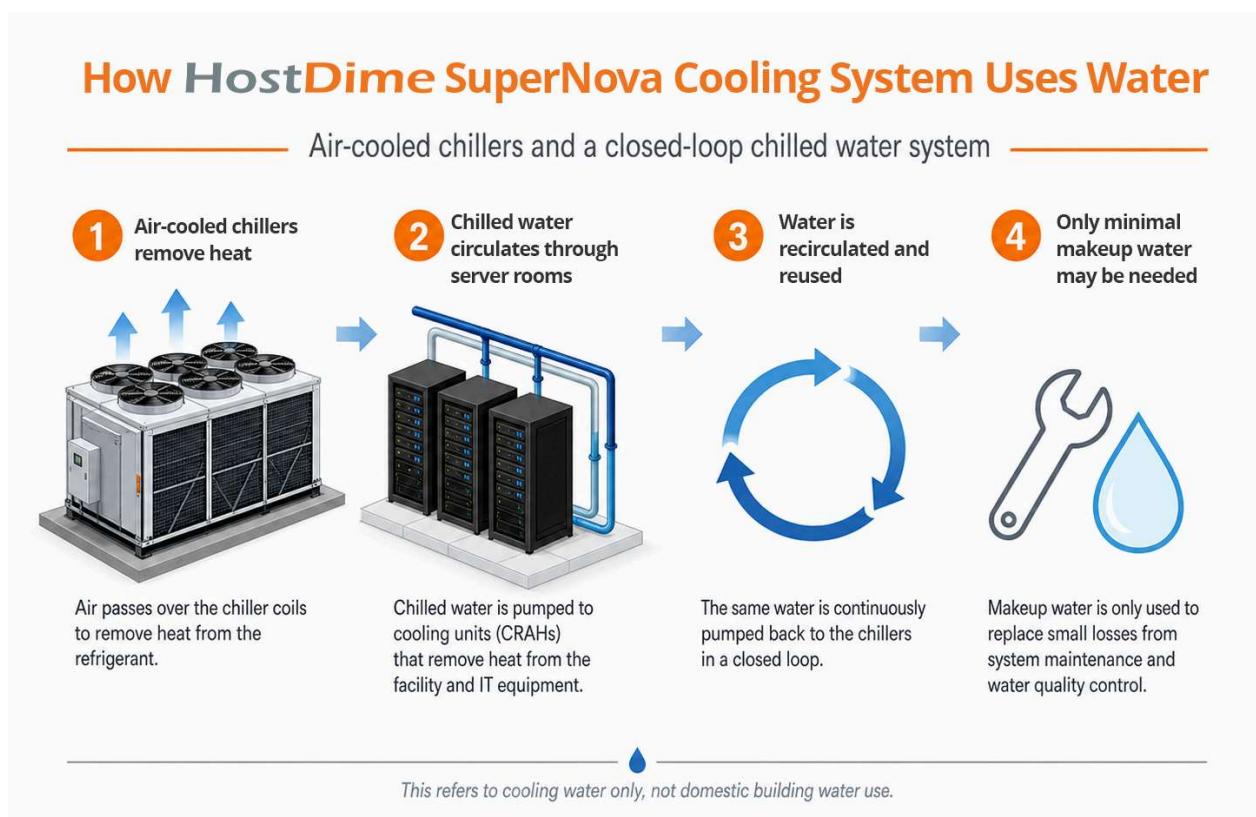 How HostDime SuperNova Cooling System Uses Water
Air-cooled chillers and a closed-loop chilled water system
1
Air-cooled chillers
remove heat
2
Chilled water
circulates through
server rooms
3
Water is
recirculated and
reused
4
Only minimal
makeup water
may be needed
Air passes over the chiller coils
to remove heat from the
refrigerant.
Chilled water is pumped to
cooling units (CRAHs)
that remove heat from the
facility and IT equipment.
The same water is continuously
pumped back to the chillers
in a closed loop.
Makeup water is only used to
replace small losses from
system maintenance and
water quality control.
This refers to cooling water only, not domestic building water use.